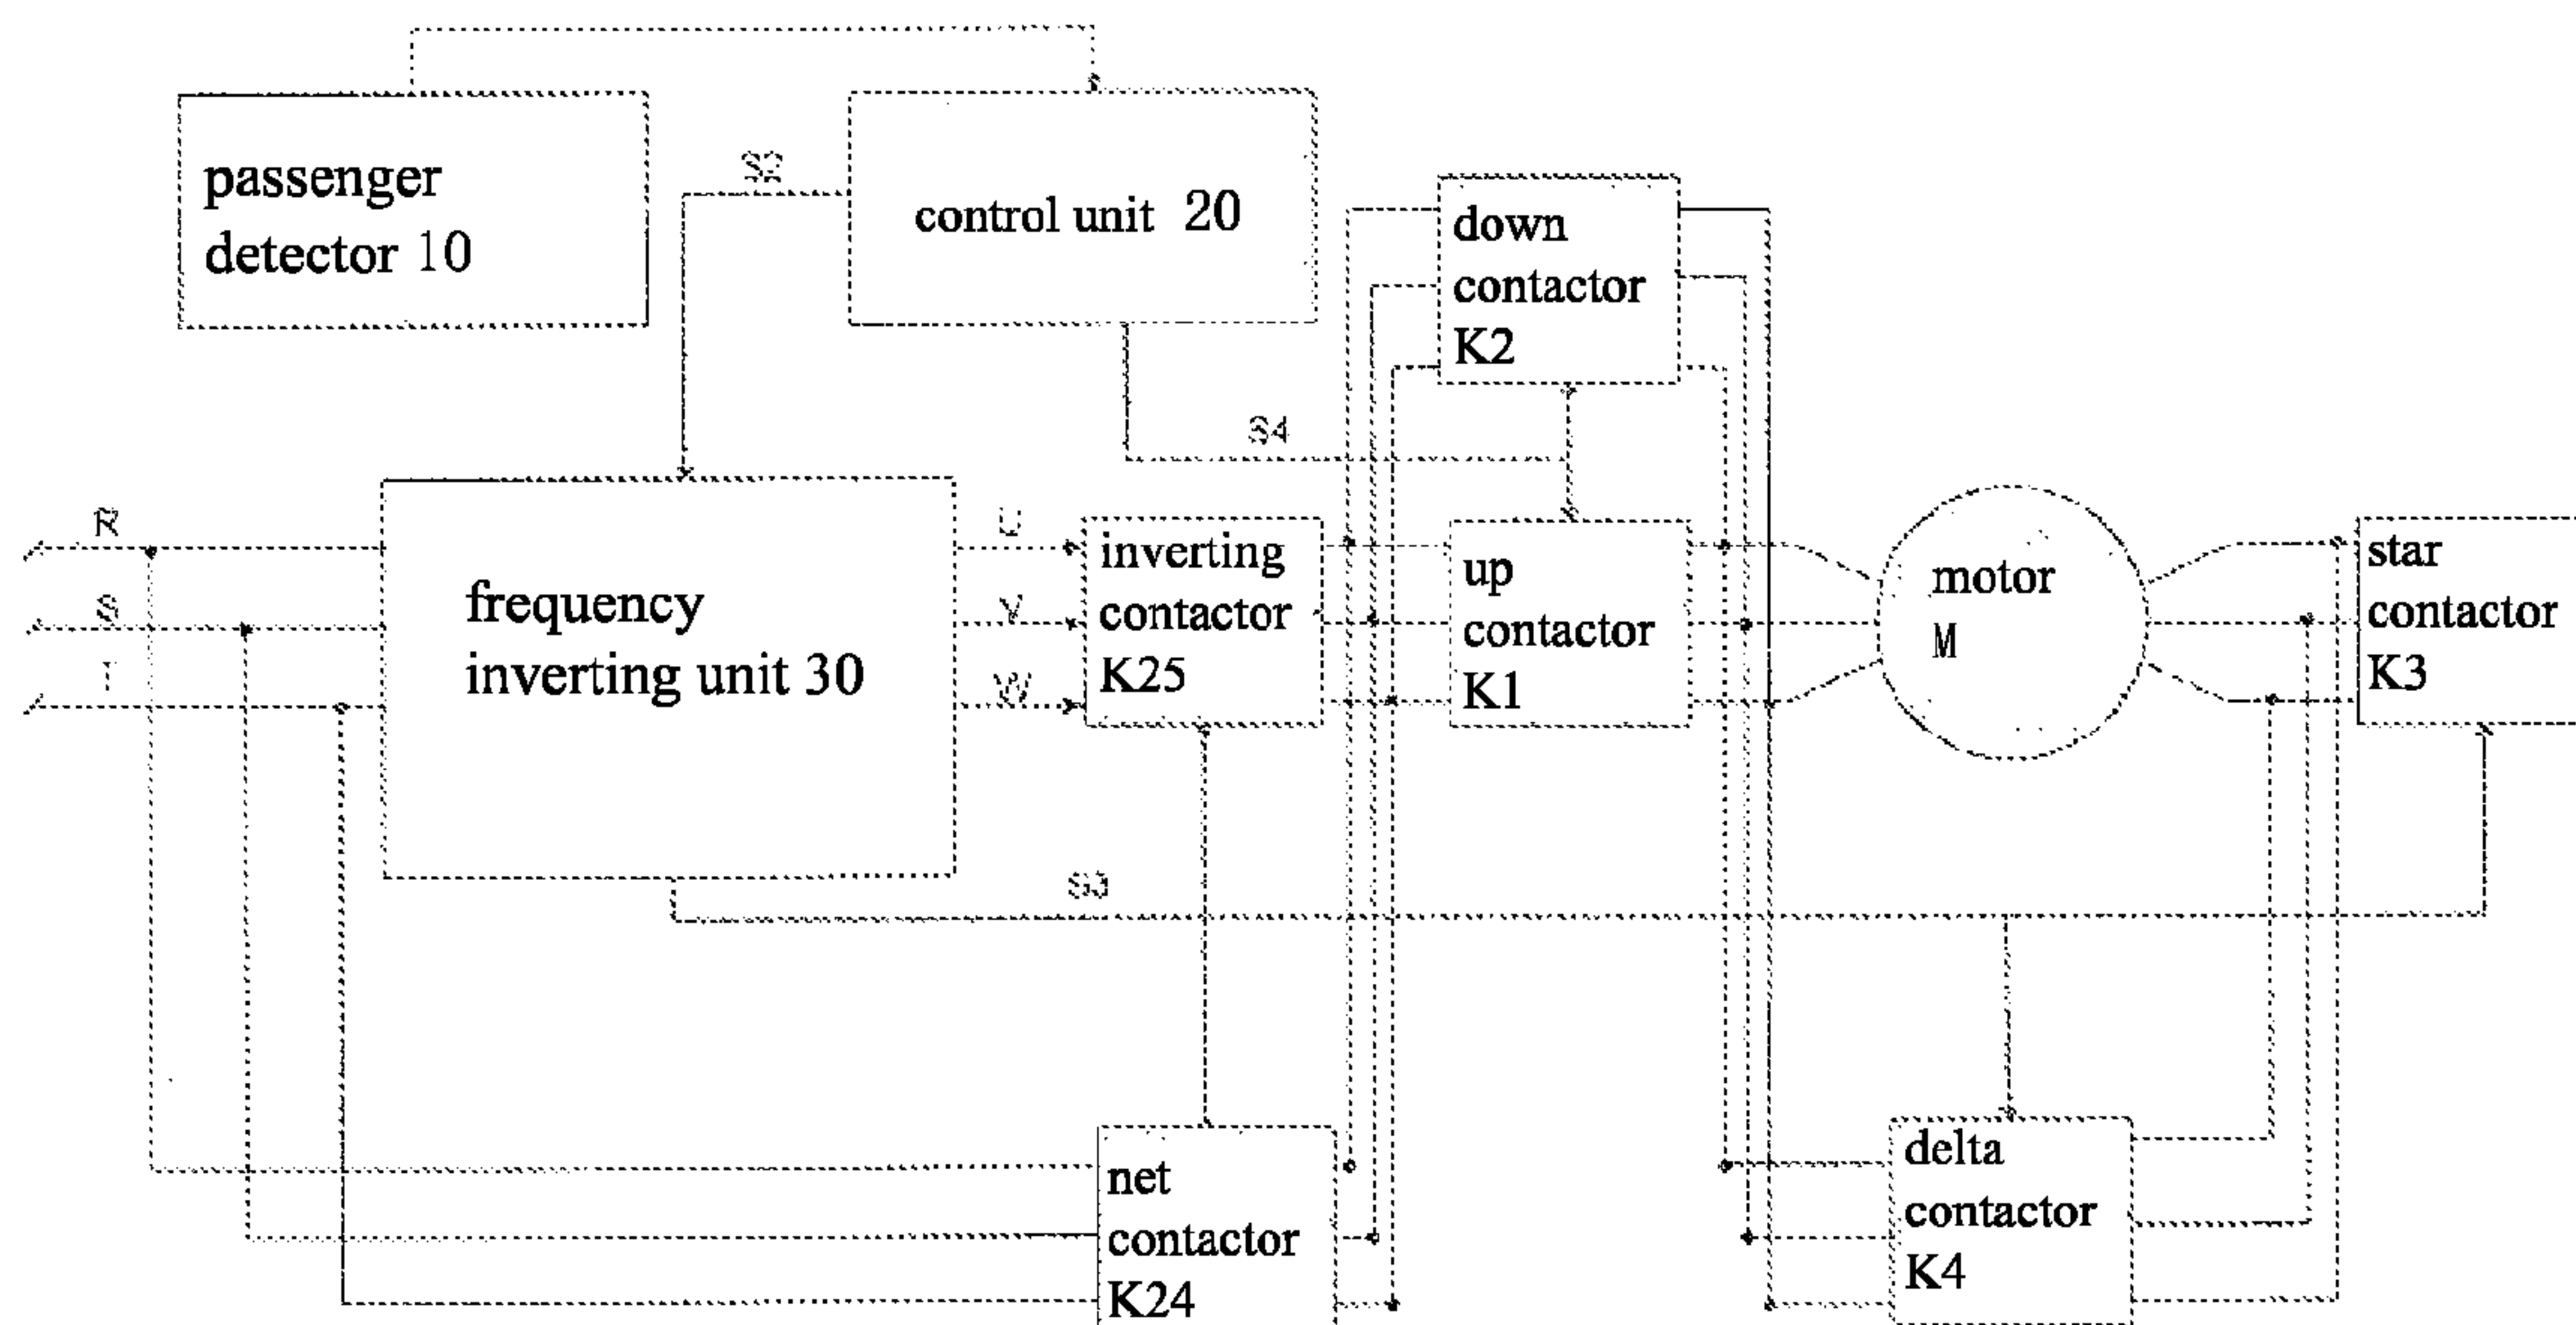 passenger
detector 10
S2
control unit 20
down
contactor
K2
S4
R
S
T
frequency
inverting unit 30
U
V
W
inverting
contactor
K25
up
contactor
K1
motor
M
star
contactor
K3
S3
net
contactor
K24
delta
contactor
K4